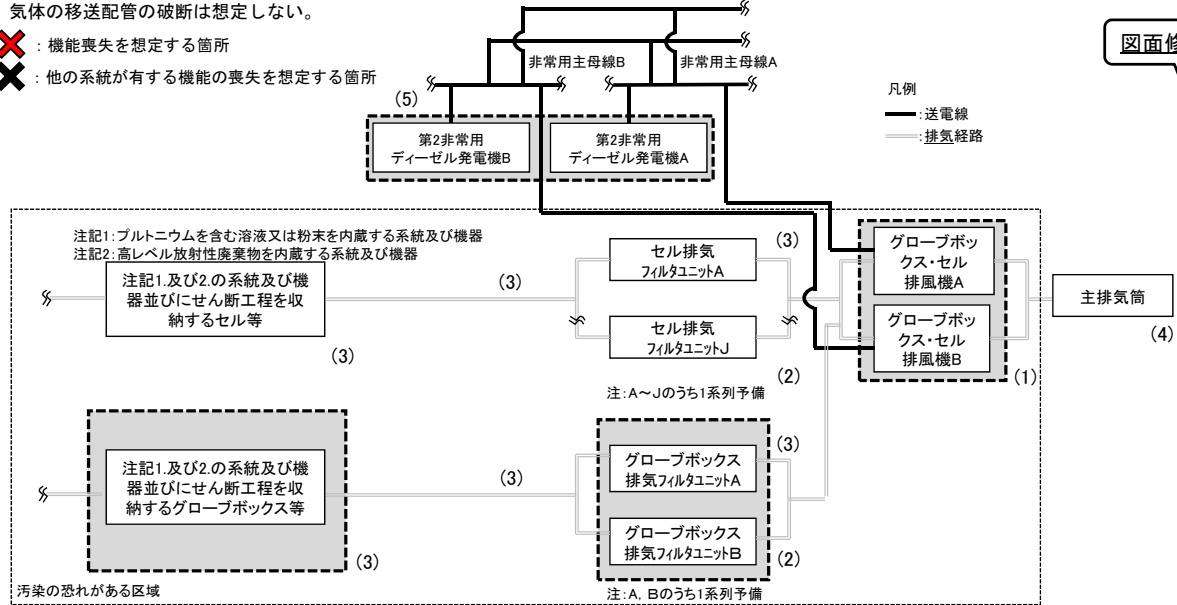 気体の移送配管の破断は想定しない。
：機能喪失を想定する箇所
：他の系統が有する機能の喪失を想定する箇所
図面修
非常用主母線B
非常用主母線A
凡例
:送電線
:排気経路
(5)
第2非常用
ディーゼル発電機B
第2非常用
ディーゼル発電機A
注記1:プルトニウムを含む溶液又は粉末を内蔵する系統及び機器
注記2:高レベル放射性廃棄物を内蔵する系統及び機器
注記1.及び2.の系統及び機
器並びにせん断工程を収
納するセル等
(3)
(3)
セル排気
フィルタユニットA
(3)
セル排気
フィルタユニットJ
(2)
注:A～Jのうち1系列予備
グローブボッ
クス・セル
排風機A
グローブボッ
クス・セル
排風機B
(1)
主排気筒
(4)
注記1.及び2.の系統及び機
器並びにせん断工程を収
納するグローブボックス等
(3)
(3)
グローブボックス
排気フィルタユニットA
(3)
グローブボックス
排気フィルタユニットB
(2)
注:A, Bのうち1系列予備
汚染の恐れがある区域